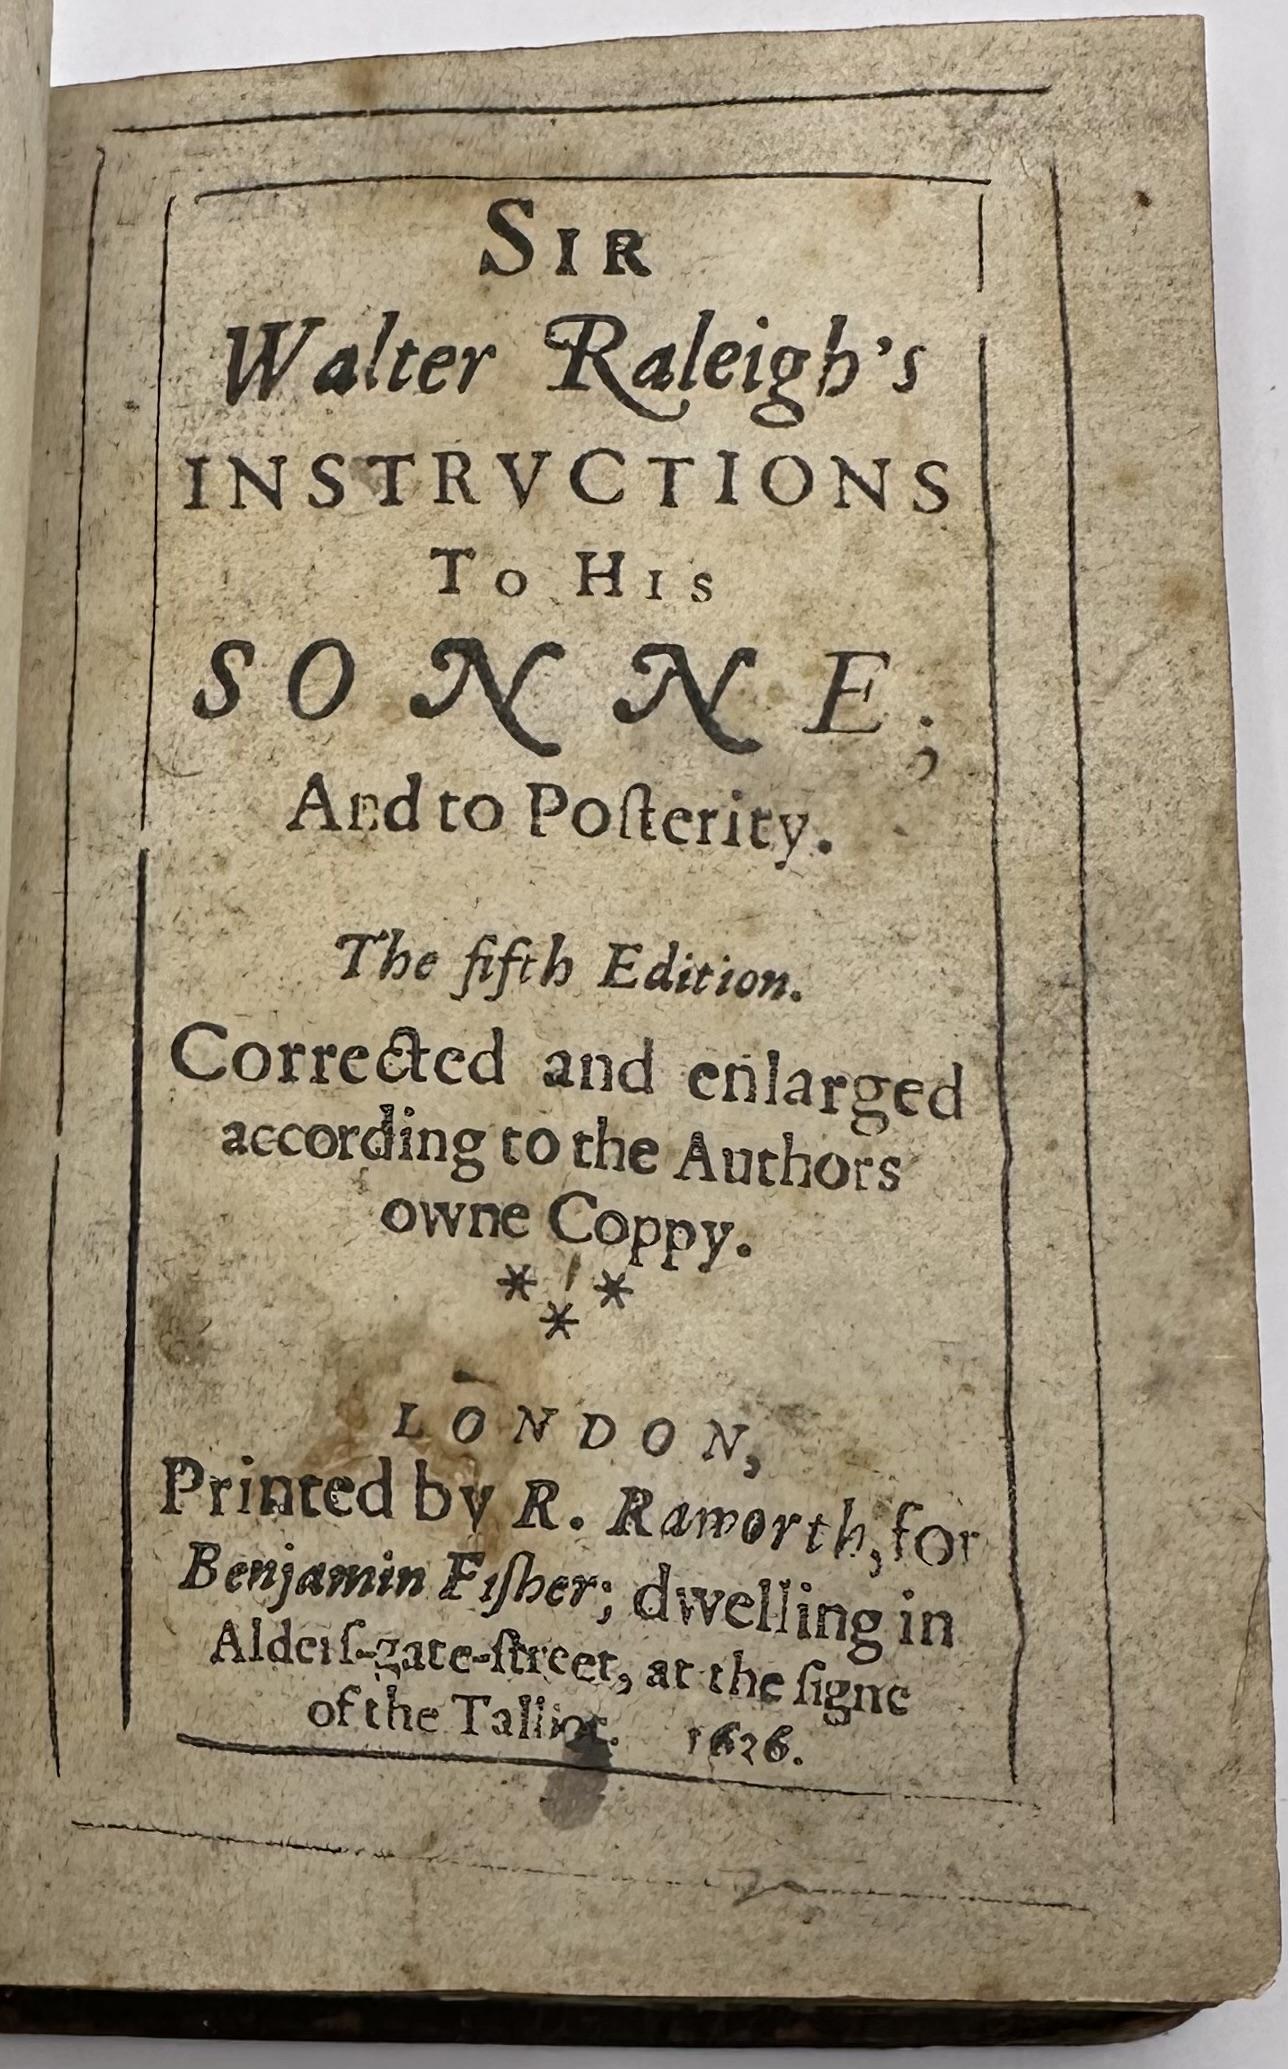 SIR
Walter Raleigh's
INSTRVCTIONS
To His
SONNE;
And to Poſterity.
The fifth Edition.
Corrected and enlarged
according to the Authors
owne Coppy.
* * *
LONDON,
Printed by R. Raworth, for
Benjamin Fiſher; dwelling in
Alderſ-gate-ſtreet, at the ſigne
of the Talbot. 1636.